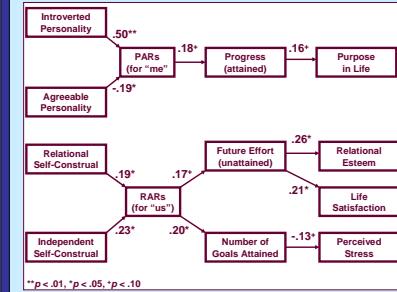 Introverted
Personality
.50**
PARs
(for “me”)
.18⁺
Progress
(attained)
.16⁺
Purpose
in Life
-.19*
Agreeable
Personality
Relational
Self-Construal
.19*
RARs
(for “us”)
.17⁺
Future Effort
(unattained)
.26*
Relational
Esteem
.21*
Life
Satisfaction
Independent
Self-Construal
.23*
.20*
Number of
Goals Attained
-.13⁺
Perceived
Stress
**p < .01, *p < .05, ⁺p < .10